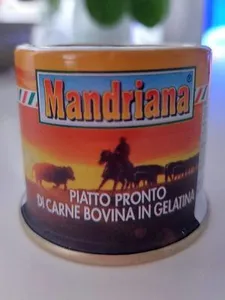 Mandriana®
PIATTO PRONTO
DI CARNE BOVINA IN GELATINA